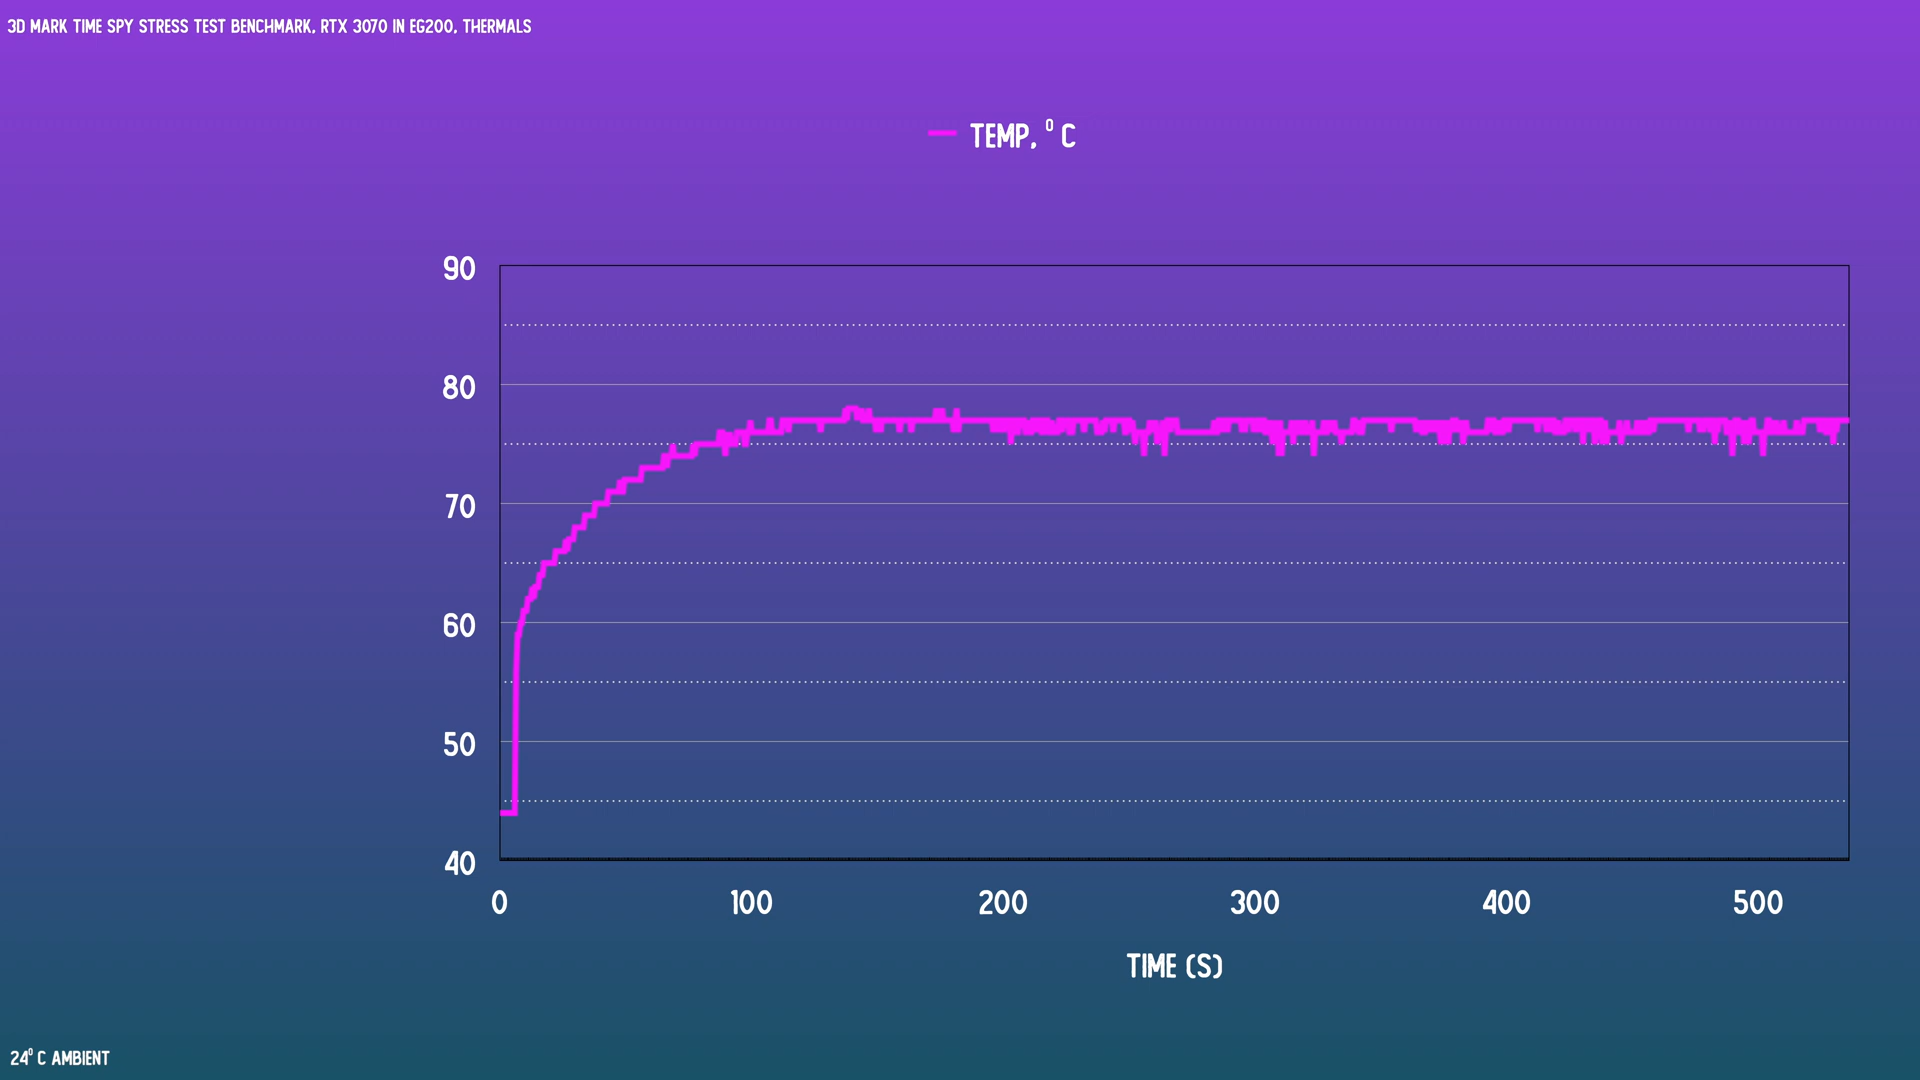 3D MARK TIME SPY STRESS TEST BENCHMARK, RTX 3070 IN EG200, THERMALS
TEMP, ⁰ C
90
80
70
60
50
40
0 100 200 300 400 500
TIME (S)
24⁰ C AMBIENT